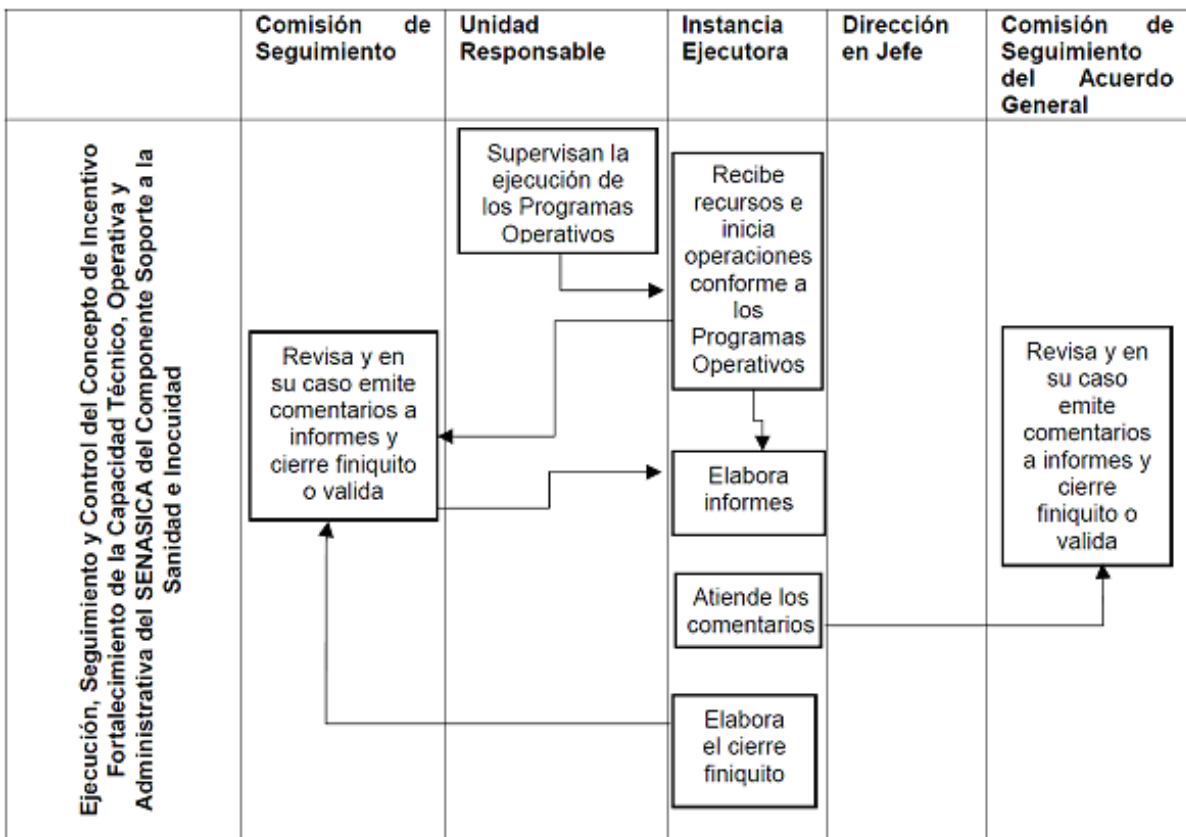 Comisión de
Seguimiento
Unidad
Responsable
Instancia
Ejecutora
Dirección
en Jefe
Comisión de
Seguimiento
del Acuerdo
General
Ejecución, Seguimiento y Control del Concepto de Incentivo
Fortalecimiento de la Capacidad Técnico, Operativa y
Administrativa del SENASICA del Componente Soporte a la
Sanidad e Inocuidad
Supervisan la
ejecución de
los Programas
Operativos
Recibe
recursos e
inicia
operaciones
conforme a
los
Programas
Operativos
Revisa y en
su caso emite
comentarios a
informes y
cierre finiquito
o valida
Elabora
informes
Revisa y en
su caso
emite
comentarios
a informes y
cierre
finiquito o
valida
Atiende los
comentarios
Elabora
el cierre
finiquito